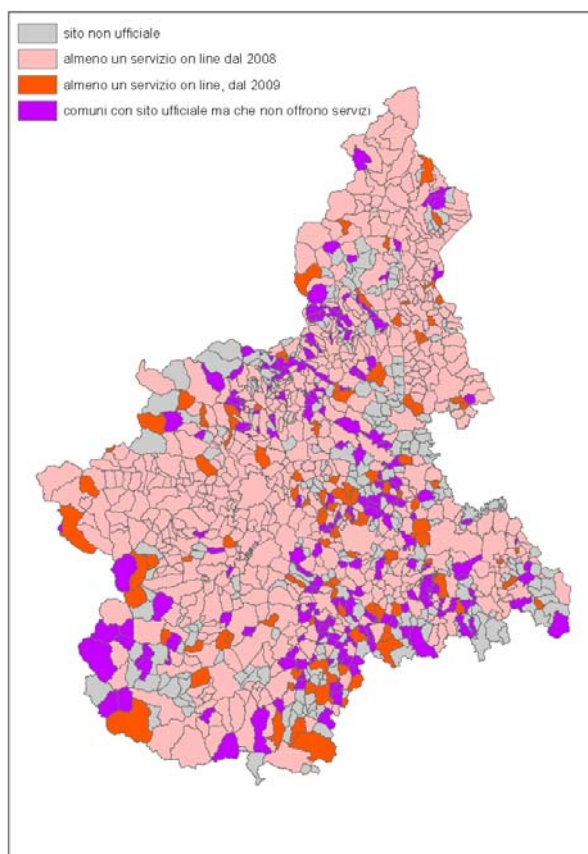 sito non ufficiale
almeno un servizio on line dal 2008
almeno un servizio on line, dal 2009
comuni con sito ufficiale ma che non offrono servizi